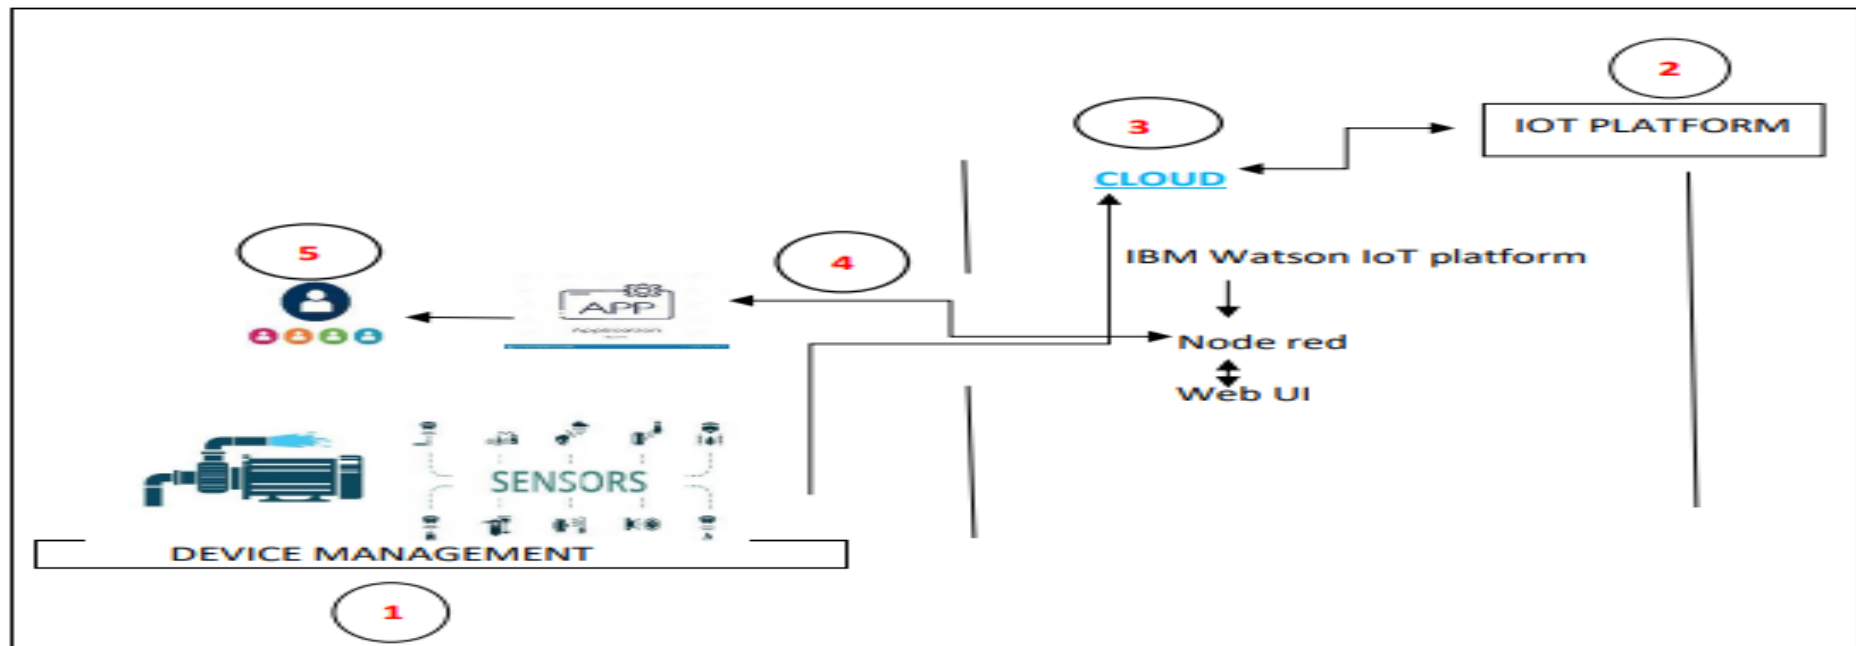 2
IOT PLATFORM
3
CLOUD
5
4
IBM Watson IoT platform
APP
Application
Node red
Web UI
SENSORS
DEVICE MANAGEMENT
1